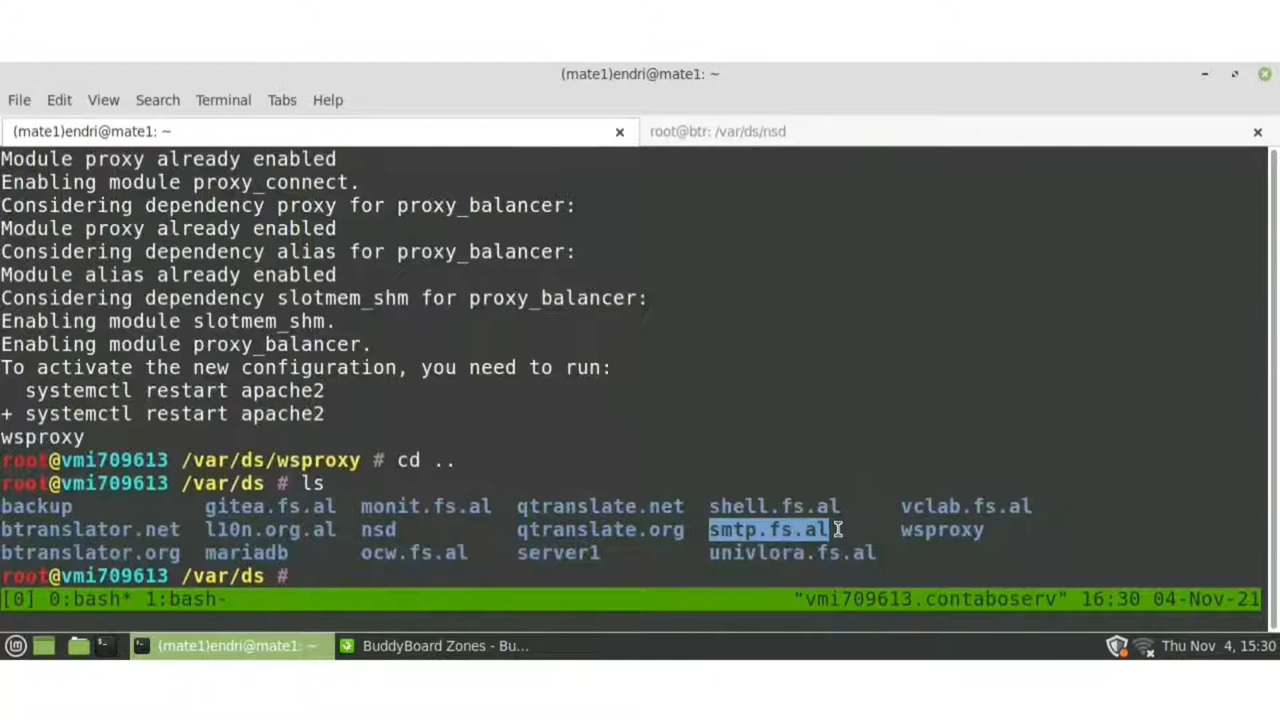 (mate1)endri@mate1: ~
File Edit View Search Terminal Tabs Help
(mate1)endri@mate1: ~ root@btr: /var/ds/nsd
Module proxy already enabled
Enabling module proxy_connect.
Considering dependency proxy for proxy_balancer:
Module proxy already enabled
Considering dependency alias for proxy_balancer:
Module alias already enabled
Considering dependency slotmem_shm for proxy_balancer:
Enabling module slotmem_shm.
Enabling module proxy_balancer.
To activate the new configuration, you need to run:
  systemctl restart apache2
+ systemctl restart apache2
wsproxy
root@vmi709613 /var/ds/wsproxy # cd ..
root@vmi709613 /var/ds # ls
backup gitea.fs.al monit.fs.al qtranslate.net shell.fs.al vclab.fs.al
btranslator.net l10n.org.al nsd qtranslate.org smtp.fs.al wsproxy
btranslator.org mariadb ocw.fs.al server1 univlora.fs.al
root@vmi709613 /var/ds #
[0] 0:bash* 1:bash- "vmi709613.contaboserv" 16:30 04-Nov-21
(mate1)endri@mate1: ~ BuddyBoard Zones - Bu... Thu Nov 4, 15:30